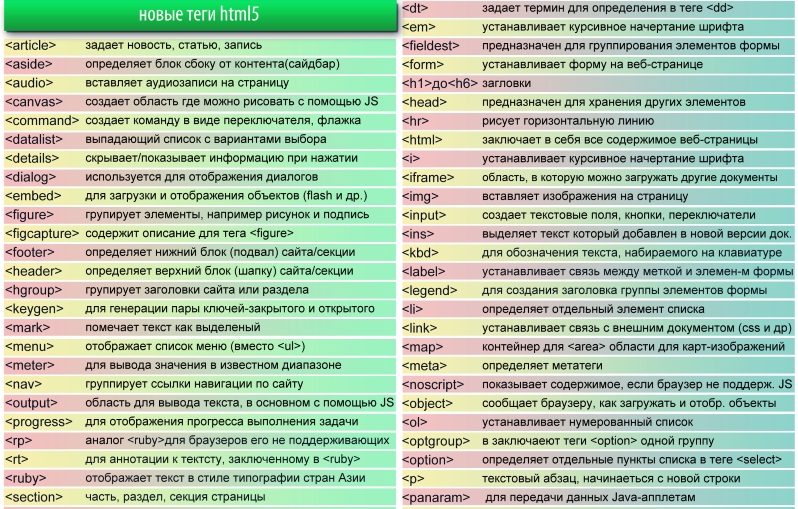 новые теги html5
<article> задает новость, статью, запись
<aside> определяет блок сбоку от контента(сайдбар)
<audio> вставляет аудиозаписи на страницу
<canvas> создает область где можно рисовать с помощью JS
<command> создает команду в виде переключателя, флажка
<datalist> выпадающий список с вариантами выбора
<details> скрывает/показывает информацию при нажатии
<dialog> используется для отображения диалогов
<embed> для загрузки и отображения объектов (flash и др.)
<figure> групирует элементы, например рисунок и подпись
<figcapture> содержит описание для тега <figure>
<footer> определяет нижний блок (подвал) сайта/секции
<header> определяет верхний блок (шапку) сайта/секции
<hgroup> групирует заголовки сайта или раздела
<keygen> для генерации пары ключей-закрытого и открытого
<mark> помечает текст как выделеный
<menu> отображает список меню (вместо <ul>)
<meter> для вывода значения в известном диапазоне
<nav> группирует ссылки навигации по сайту
<output> область для вывода текста, в основном с помощью JS
<progress> для отображения прогресса выполнения задачи
<rp> аналог <ruby>для браузеров его не поддерживающих
<rt> для аннотации к тектсту, заключенному в <ruby>
<ruby> отображает текст в стиле типографии стран Азии
<section> часть, раздел, секция страницы
<dt> задает термин для определения в теге <dd>
<em> устанавливает курсивное начертание шрифта
<fieldest> предназначен для группирования элементов формы
<form> устанавливает форму на веб-странице
<h1>до<h6> загловки
<head> предназначен для хранения других элементов
<hr> рисует горизонтальную линию
<html> заключает в себя все содержимое веб-страницы
<i> устанавливает курсивное начертание шрифта
<iframe> область, в которую можно загружать другие документы
<img> вставляет изображения на страницу
<input> создает текстовые поля, кнопки, переключатели
<ins> выделяет текст который добавлен в новой версии док.
<kbd> для обозначения текста, набираемого на клавиатуре
<label> устанавливает связь между меткой и элемен-м формы
<legend> для создания заголовка группы элементов формы
<li> определяет отдельный элемент списка
<link> устанавливает связь с внешним документом (css и др)
<map> контейнер для <area> области для карт-изображений
<meta> определяет метатеги
<noscript> показывает содержимое, если браузер не поддерж. JS
<object> сообщает браузеру, как загружать и отобр. объекты
<ol> устанавливает нумерованный список
<optgroup> в заключают теги <option> одной группу
<option> определяет отдельные пункты списка в теге <select>
<p> текстовый абзац, начинаеться с новой строки
<panaram> для передачи данных Java-апплетам